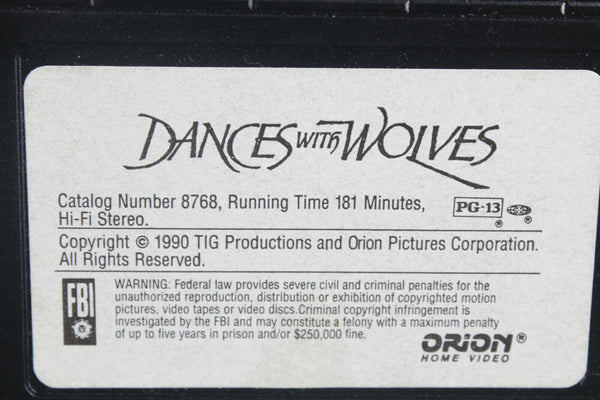 DANCES WITH WOLVES
Catalog Number 8768, Running Time 181 Minutes,
Hi-Fi Stereo.
PG-13 ®
®
Copyright © 1990 TIG Productions and Orion Pictures Corporation.
All Rights Reserved.
FBI
WARNING: Federal law provides severe civil and criminal penalties for the
unauthorized reproduction, distribution or exhibition of copyrighted motion
pictures, video tapes or video discs.Criminal copyright infringement is
investigated by the FBI and may constitute a felony with a maximum penalty
of up to five years in prison and/or $250,000 fine.
ORION®
HOME VIDEO